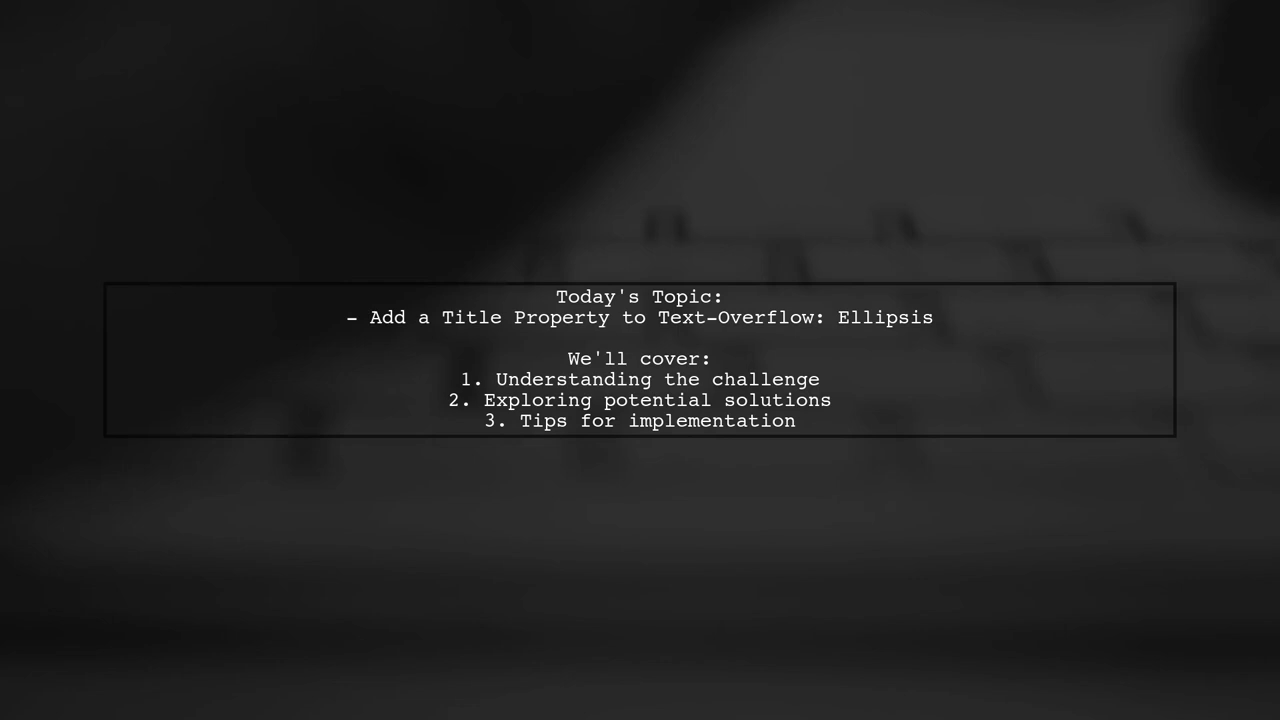 Today's Topic:
- Add a Title Property to Text-Overflow: Ellipsis
We'll cover:
1. Understanding the challenge
2. Exploring potential solutions
3. Tips for implementation